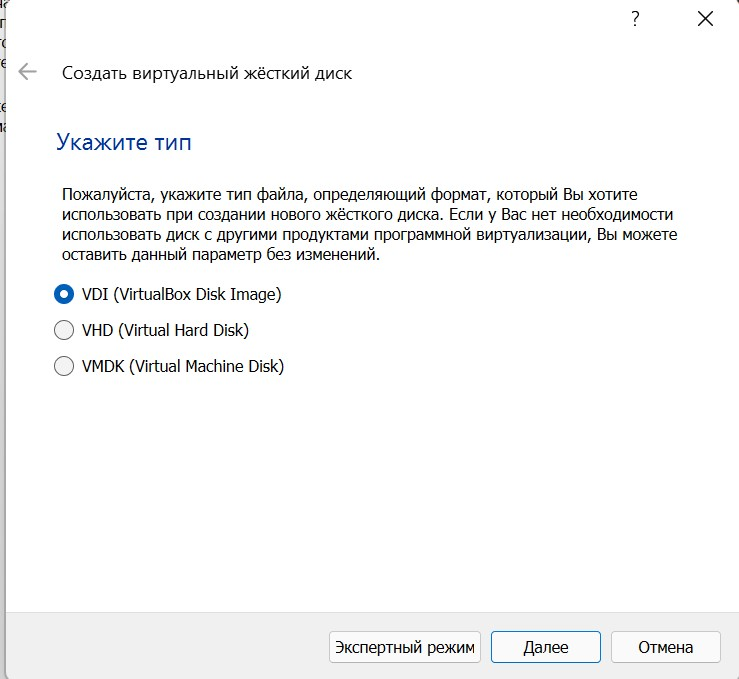 ?
Создать виртуальный жёсткий диск
Укажите тип
Пожалуйста, укажите тип файла, определяющий формат, который Вы хотите
использовать при создании нового жёсткого диска. Если у Вас нет необходимости
использовать диск с другими продуктами программной виртуализации, Вы можете
оставить данный параметр без изменений.
VDI (VirtualBox Disk Image)
VHD (Virtual Hard Disk)
VMDK (Virtual Machine Disk)
Экспертный режим
Далее
Отмена